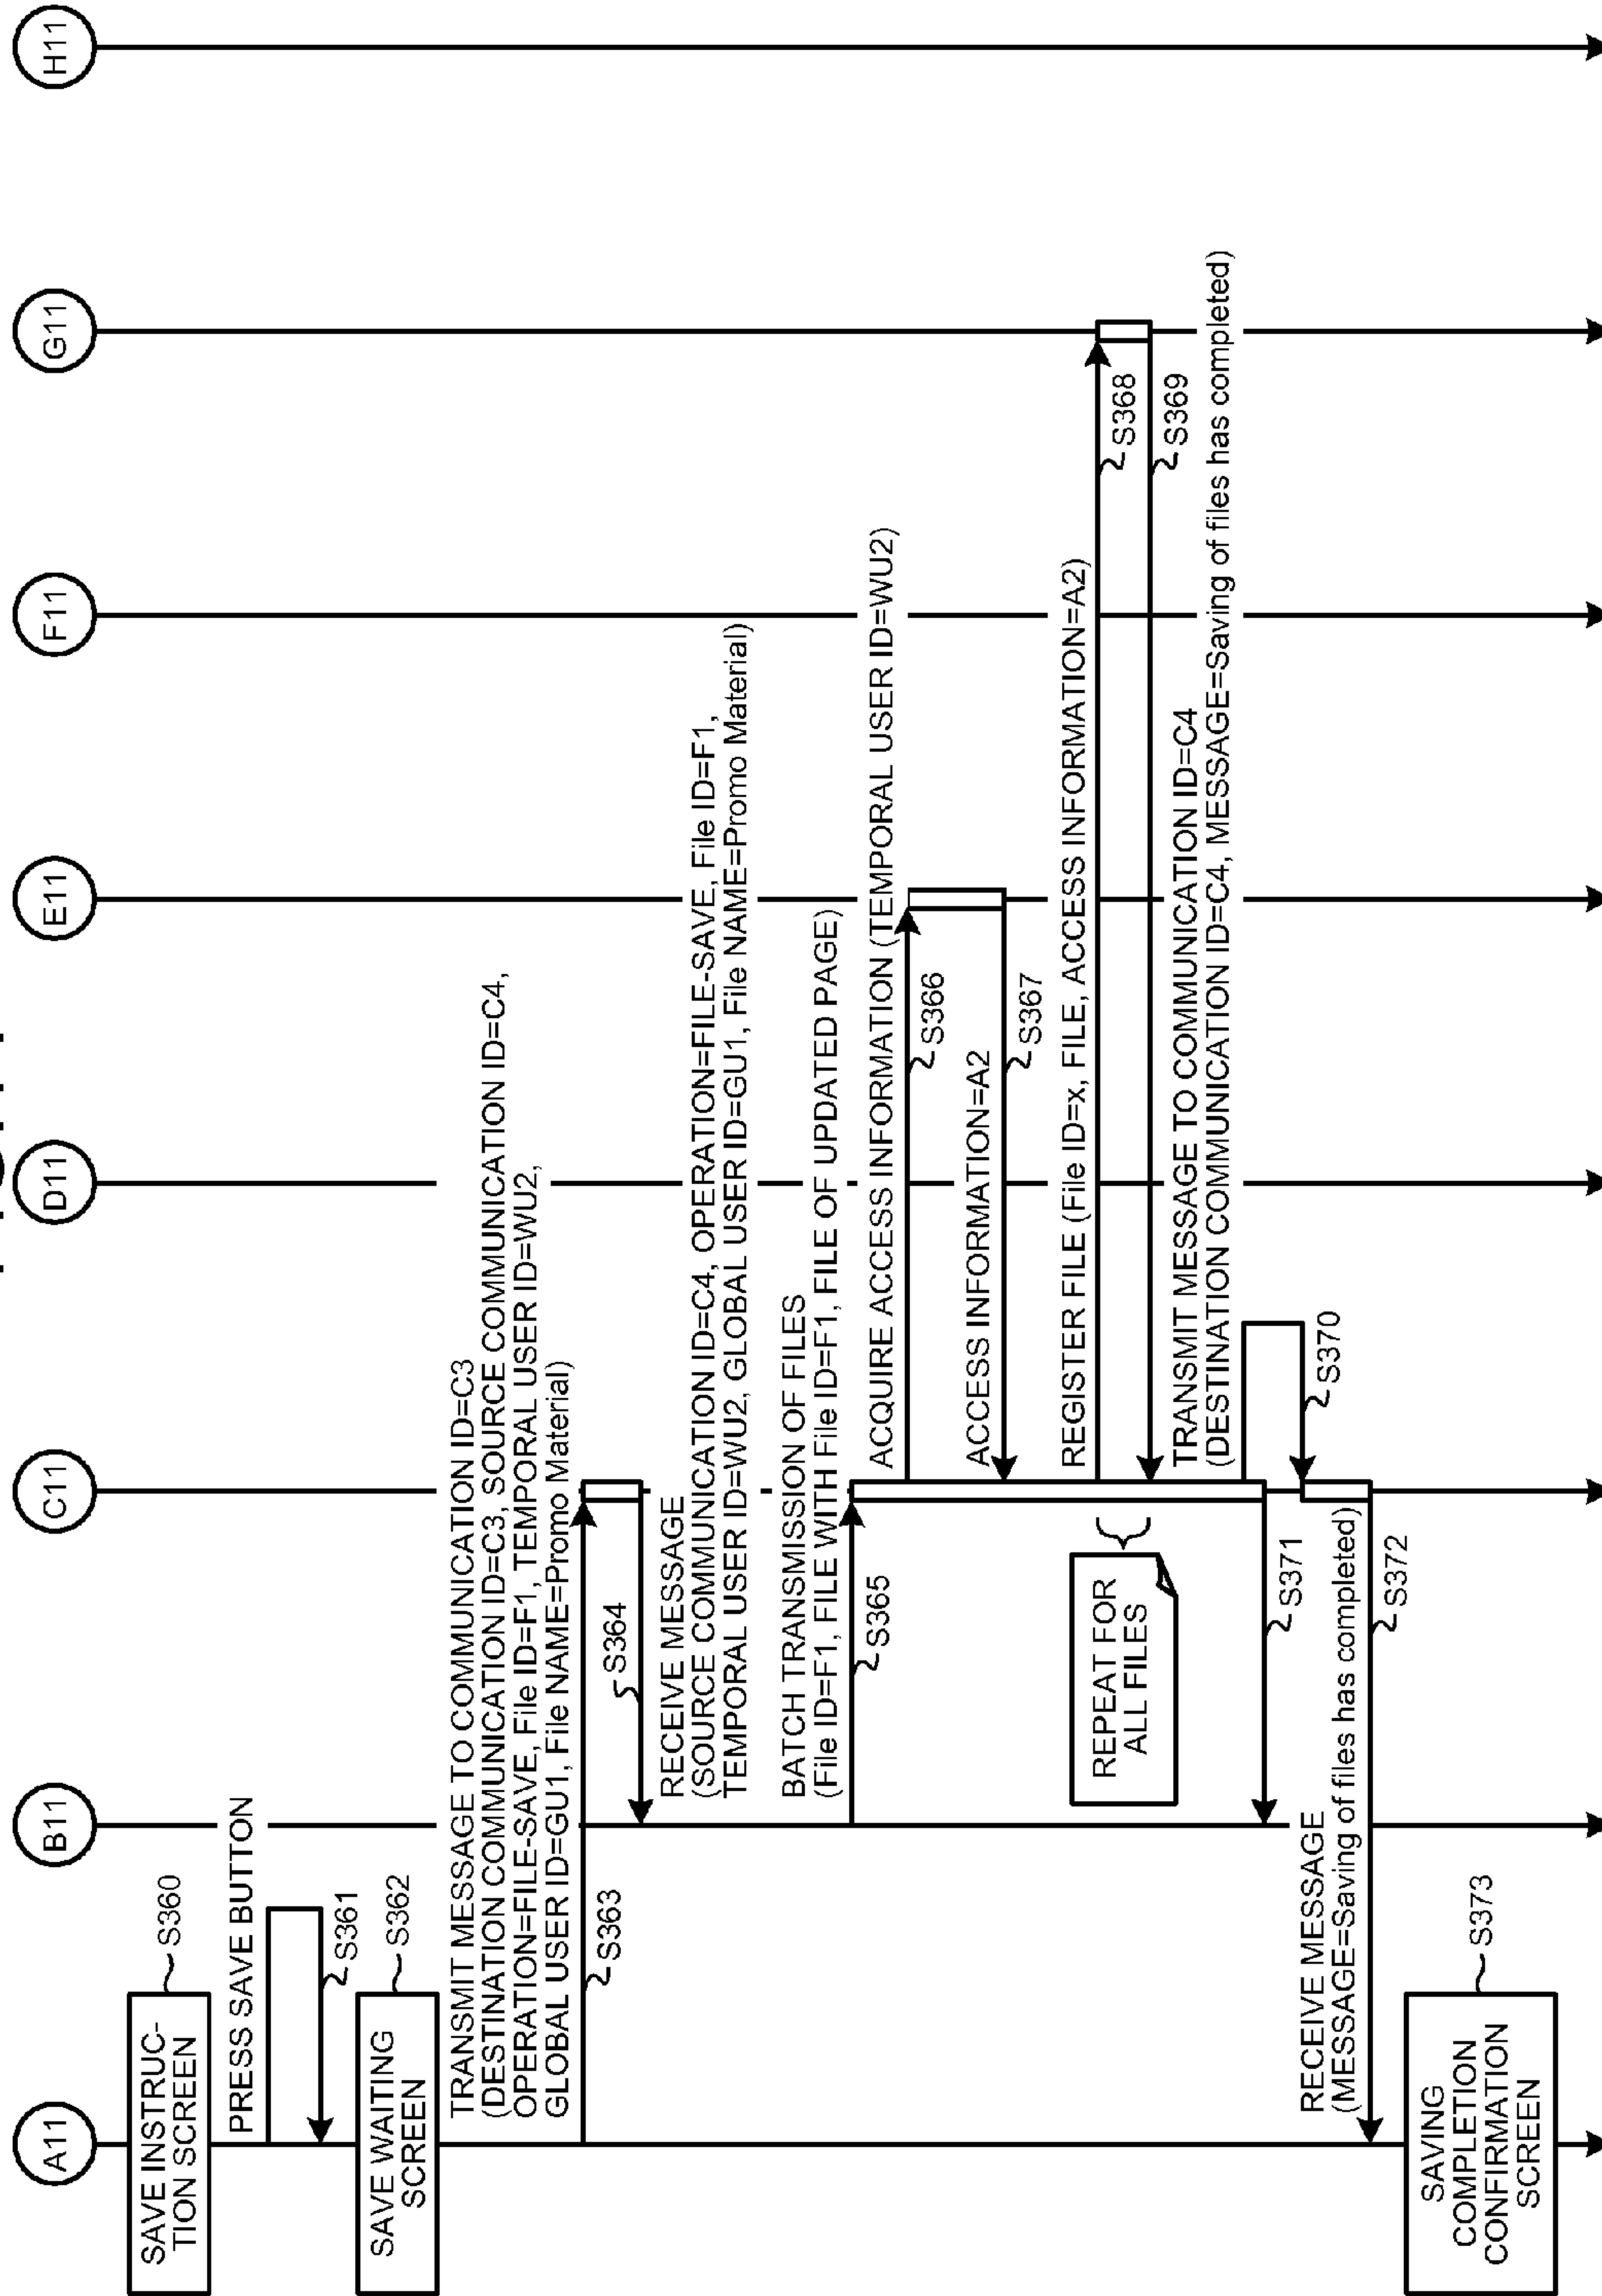 A11
B11
C11
D11
E11
F11
G11
H11
SAVE INSTRUC-
TION SCREEN
S360
PRESS SAVE BUTTON
S361
SAVE WAITING
SCREEN
S362
TRANSMIT MESSAGE TO COMMUNICATION ID=C3
(DESTINATION COMMUNICATION ID=C3, SOURCE COMMUNICATION ID=C4,
OPERATION=FILE-SAVE, File ID=F1, TEMPORAL USER ID=WU2,
GLOBAL USER ID=GU1, File NAME=Promo Material)
S363
S364
RECEIVE MESSAGE
(SOURCE COMMUNICATION ID=C4, OPERATION=FILE-SAVE, File ID=F1,
TEMPORAL USER ID=WU2, GLOBAL USER ID=GU1, File NAME=Promo Material)
BATCH TRANSMISSION OF FILES
(File ID=F1, FILE WITH File ID=F1, FILE OF UPDATED PAGE)
S365
ACQUIRE ACCESS INFORMATION (TEMPORAL USER ID=WU2)
S366
ACCESS INFORMATION=A2
S367
REGISTER FILE (File ID=x, FILE, ACCESS INFORMATION=A2)
S368
REPEAT FOR
ALL FILES
S369
TRANSMIT MESSAGE TO COMMUNICATION ID=C4
(DESTINATION COMMUNICATION ID=C4, MESSAGE=Saving of files has completed)
S370
S371
RECEIVE MESSAGE
(MESSAGE=Saving of files has completed)
S372
SAVING
COMPLETION
CONFIRMATION
SCREEN
S373